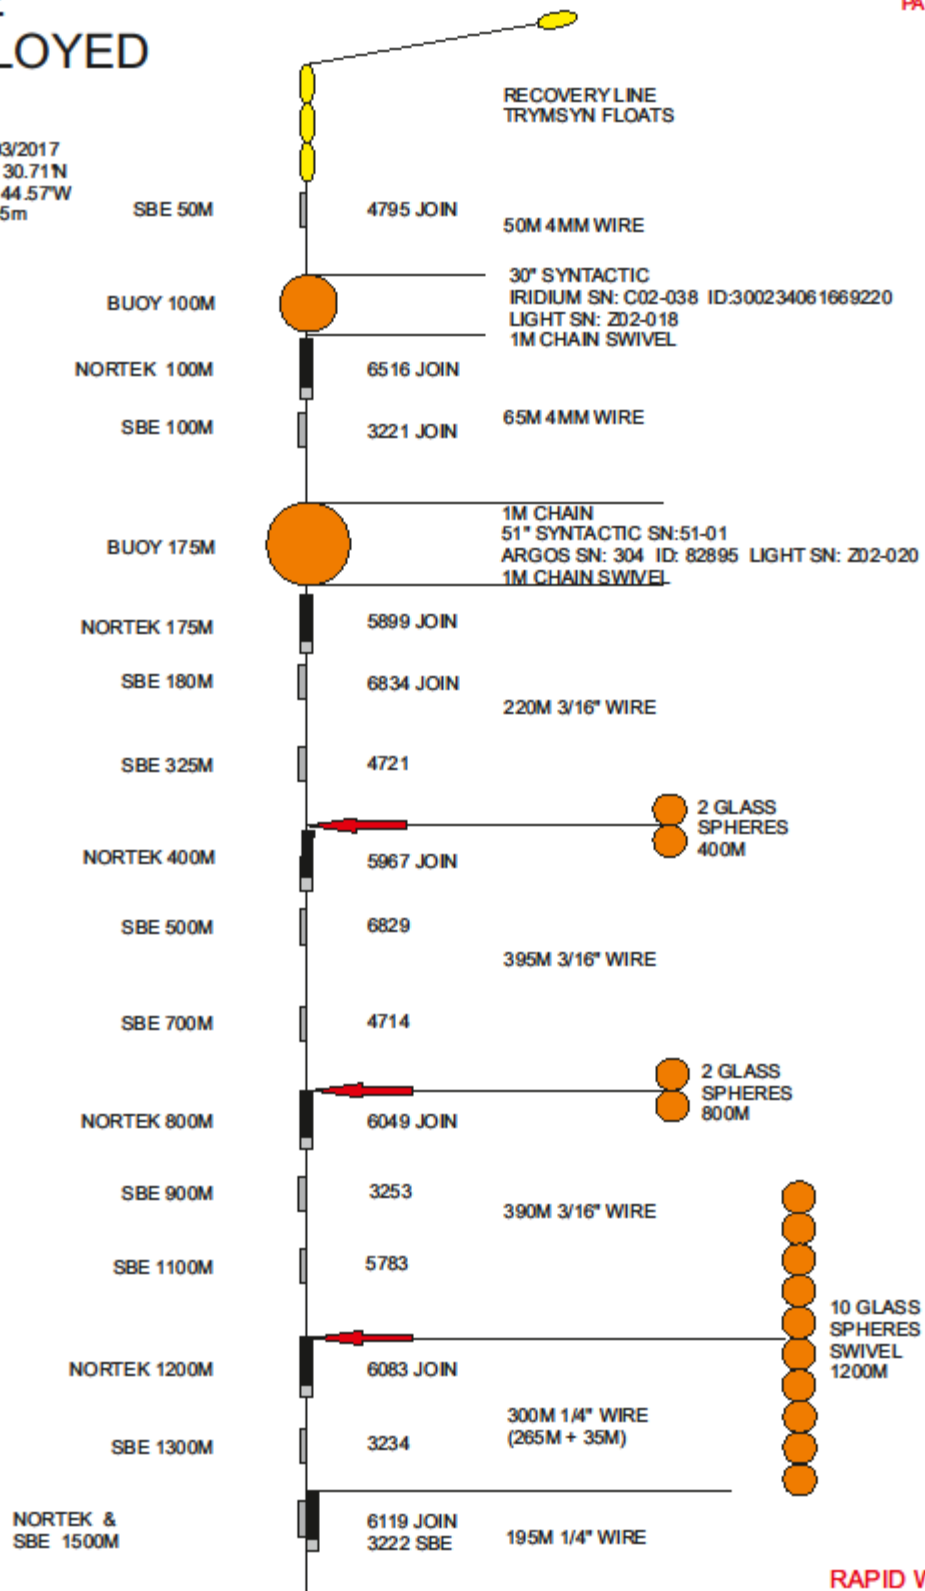 LOYED
PA
03/2017
30.71'N
44.57'W
5m
RECOVERY LINE
TRYMSYN FLOATS
SBE 50M
4795 JOIN
50M 4MM WIRE
BUOY 100M
30" SYNTACTIC
IRIDIUM SN: C02-038 ID:300234061669220
LIGHT SN: Z02-018
1M CHAIN SWIVEL
NORTEK 100M
6516 JOIN
SBE 100M
3221 JOIN
65M 4MM WIRE
BUOY 175M
1M CHAIN
51" SYNTACTIC SN:51-01
ARGOS SN: 304 ID: 82895 LIGHT SN: Z02-020
1M CHAIN SWIVEL
NORTEK 175M
5899 JOIN
SBE 180M
6834 JOIN
220M 3/16" WIRE
SBE 325M
4721
2 GLASS
SPHERES
400M
NORTEK 400M
5967 JOIN
SBE 500M
6829
395M 3/16" WIRE
SBE 700M
4714
2 GLASS
SPHERES
800M
NORTEK 800M
6049 JOIN
SBE 900M
3253
390M 3/16" WIRE
SBE 1100M
5783
10 GLASS
SPHERES
SWIVEL
1200M
NORTEK 1200M
6083 JOIN
SBE 1300M
3234
300M 1/4" WIRE
(265M + 35M)
NORTEK &
SBE 1500M
6119 JOIN
3222 SBE
195M 1/4" WIRE
RAPID W